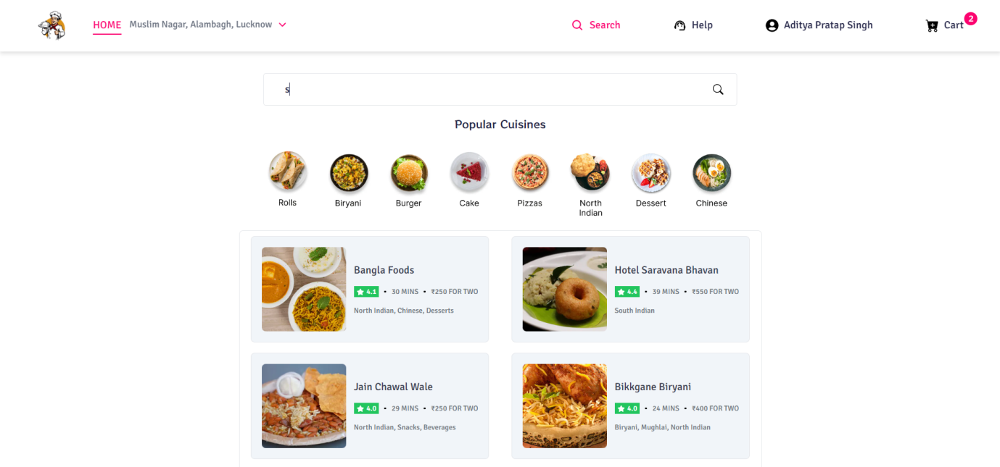 HOME Muslim Nagar, Alambagh, Lucknow Search Help Aditya Pratap Singh Cart 2
s
Popular Cuisines
Rolls Biryani Burger Cake Pizzas North Indian Dessert Chinese
Bangla Foods
4.1 • 30 MINS • ₹250 FOR TWO
North Indian, Chinese, Desserts
Hotel Saravana Bhavan
4.4 • 39 MINS • ₹550 FOR TWO
South Indian
Jain Chawal Wale
4.0 • 29 MINS • ₹250 FOR TWO
North Indian, Snacks, Beverages
Bikkgane Biryani
4.0 • 24 MINS • ₹400 FOR TWO
Biryani, Mughlai, North Indian